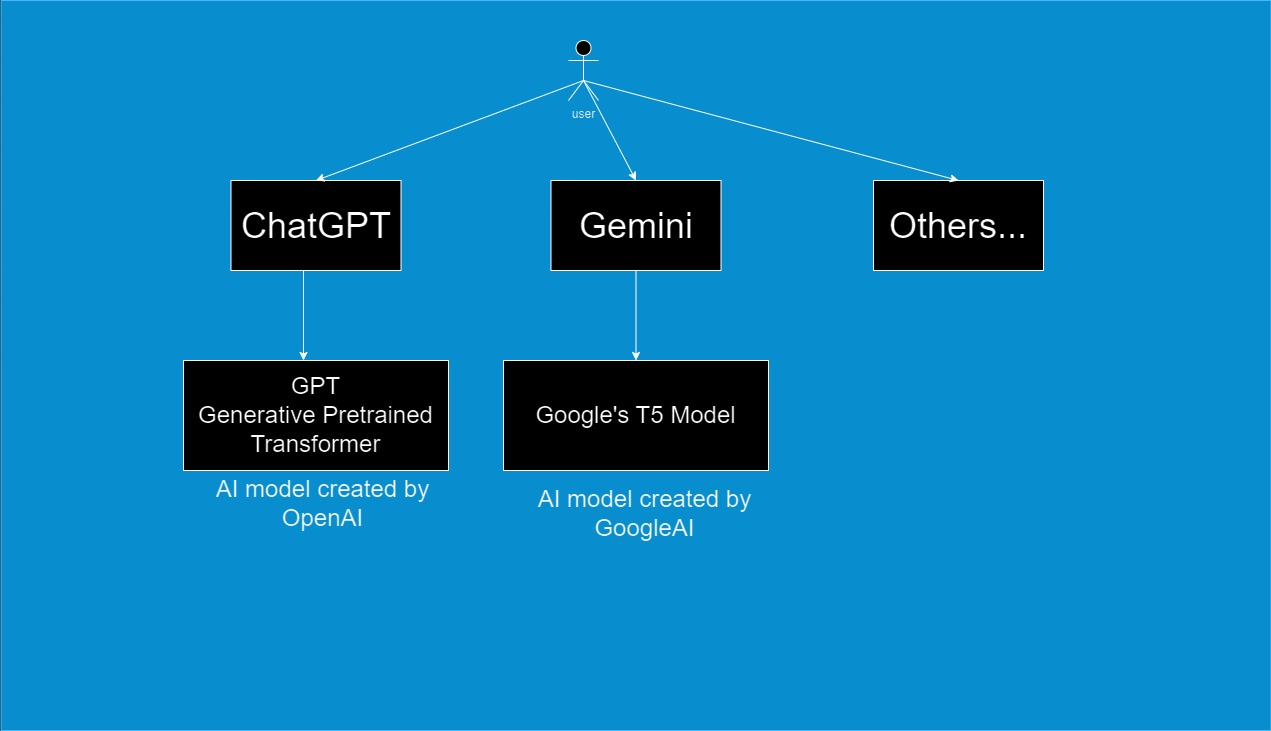 user
ChatGPT
Gemini
Others...
GPT
Generative Pretrained
Transformer
Google's T5 Model
AI model created by
OpenAI
AI model created by
GoogleAI